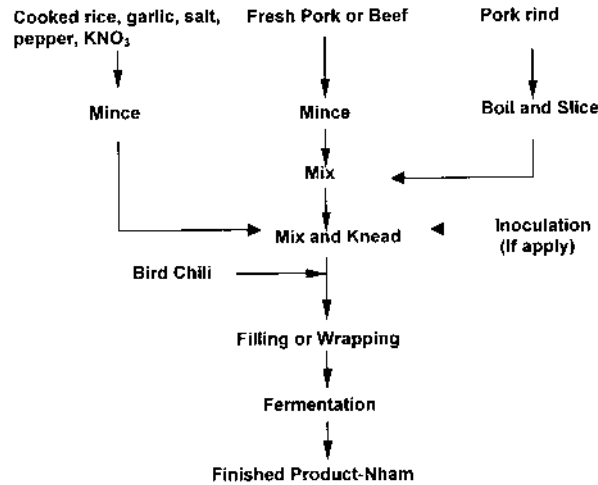 Cooked rice, garlic, salt,
pepper, KNO₃
Fresh Pork or Beef
Pork rind
Mince
Mince
Boil and Slice
Mix
Mix and Knead
Inoculation
(If apply)
Bird Chili
Filling or Wrapping
Fermentation
Finished Product-Nham